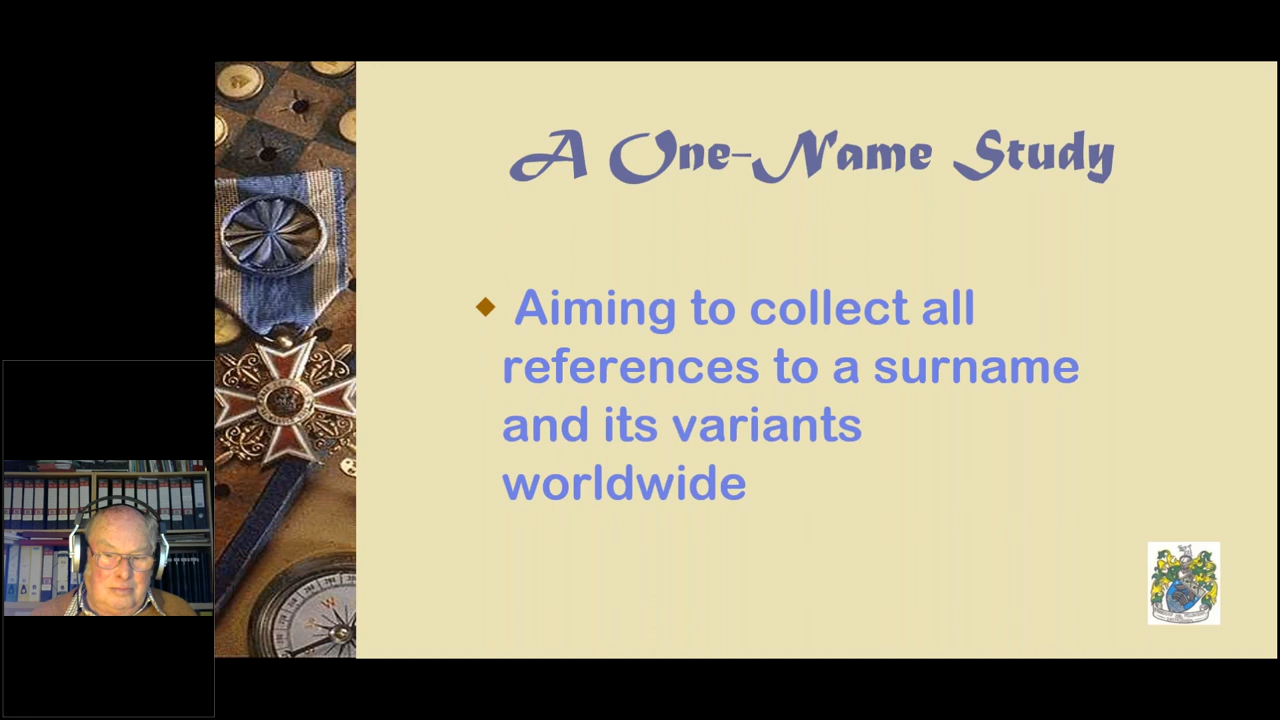 A One-Name Study
Aiming to collect all
references to a surname
and its variants
worldwide